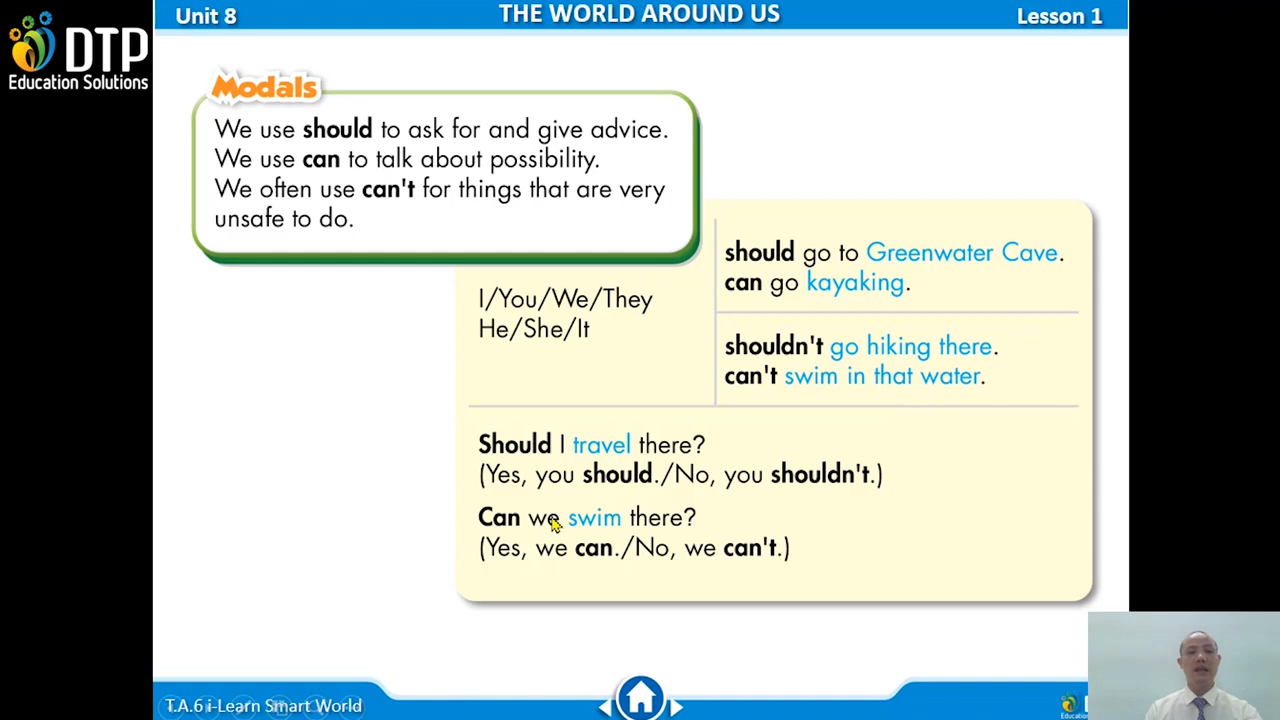 Unit 8
THE WORLD AROUND US
Lesson 1
DTP
Education Solutions
Modals
We use should to ask for and give advice.
We use can to talk about possibility.
We often use can't for things that are very
unsafe to do.
I/You/We/They
He/She/It
should go to Greenwater Cave.
can go kayaking.
shouldn't go hiking there.
can't swim in that water.
Should I travel there?
(Yes, you should./No, you shouldn't.)
Can we swim there?
(Yes, we can./No, we can't.)
T.A.6 i-Learn Smart World